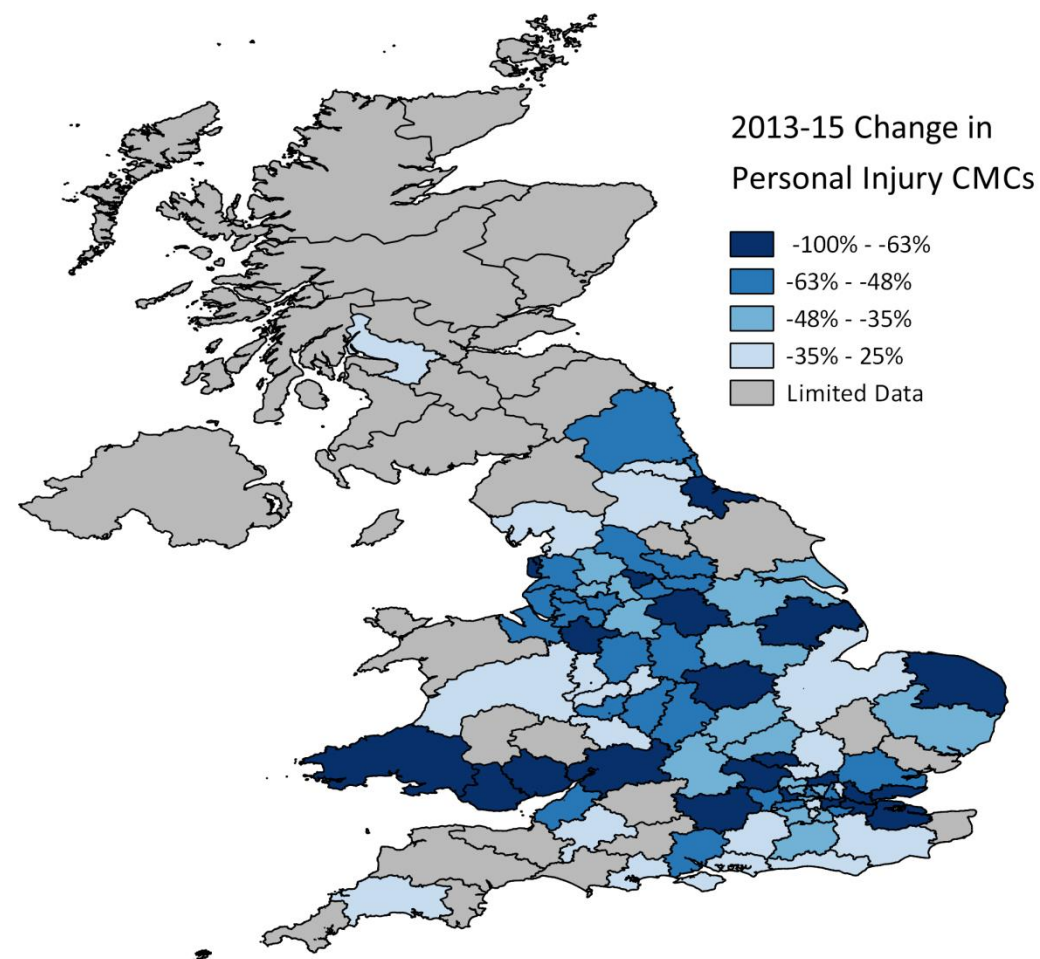 2013-15 Change in
Personal Injury CMCs
-100% - -63%
-63% - -48%
-48% - -35%
-35% - 25%
Limited Data